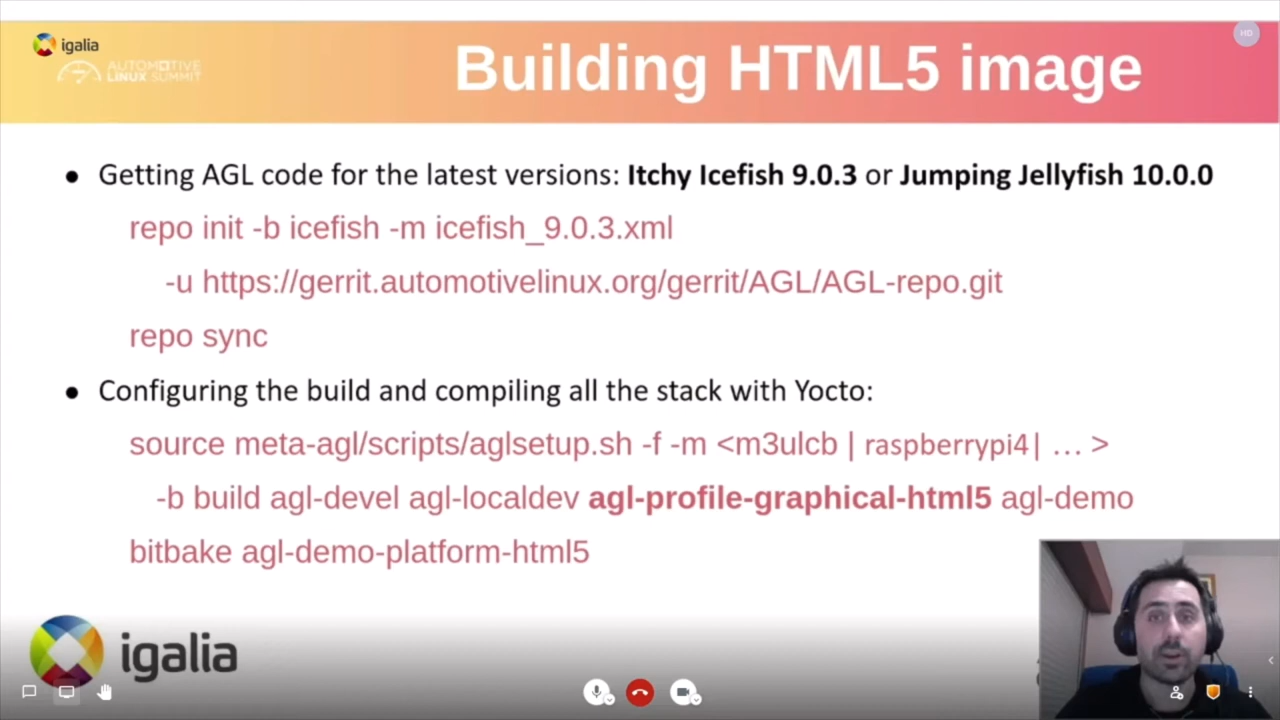 igalia
AUTOMOTIVE
LINUX SUMMIT
Building HTML5 image
HD
● Getting AGL code for the latest versions: Itchy Icefish 9.0.3 or Jumping Jellyfish 10.0.0
repo init -b icefish -m icefish_9.0.3.xml
-u https://gerrit.automotivelinux.org/gerrit/AGL/AGL-repo.git
repo sync
● Configuring the build and compiling all the stack with Yocto:
source meta-agl/scripts/aglsetup.sh -f -m <m3ulcb | raspberrypi4| … >
-b build agl-devel agl-localdev agl-profile-graphical-html5 agl-demo
bitbake agl-demo-platform-html5
igalia